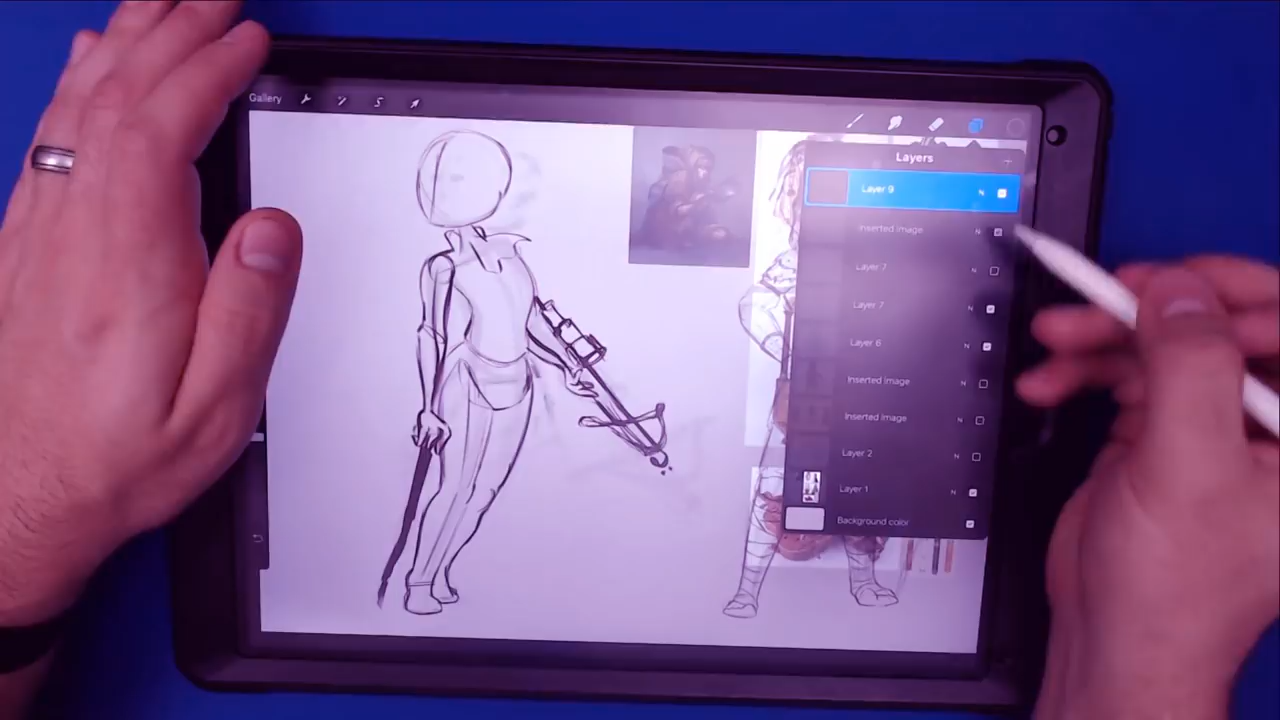 Gallery
Layers
Layer 9 N
Inserted Image N
Layer 7 N
Layer 7 N
Layer 6 N
Inserted Image N
Inserted Image N
Layer 2 N
Layer 1 N
Background color